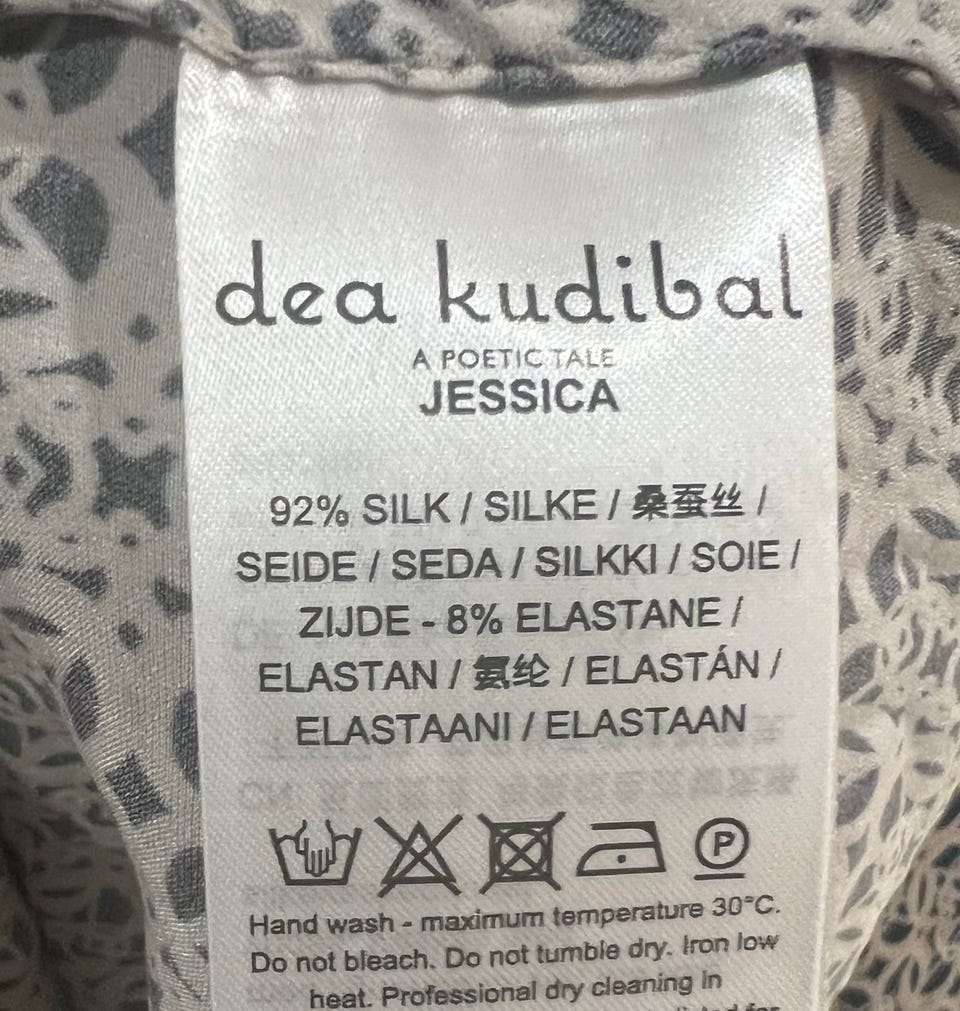 dea kudibal
A POETIC TALE
JESSICA
92% SILK / SILKE / 桑蚕丝 /
SEIDE / SEDA / SILKKI / SOIE /
ZIJDE - 8% ELASTANE /
ELASTAN / 氨纶 / ELASTÁN /
ELASTAANI / ELASTAAN
P
Hand wash - maximum temperature 30°C.
Do not bleach. Do not tumble dry. Iron low
heat. Professional dry cleaning in
for